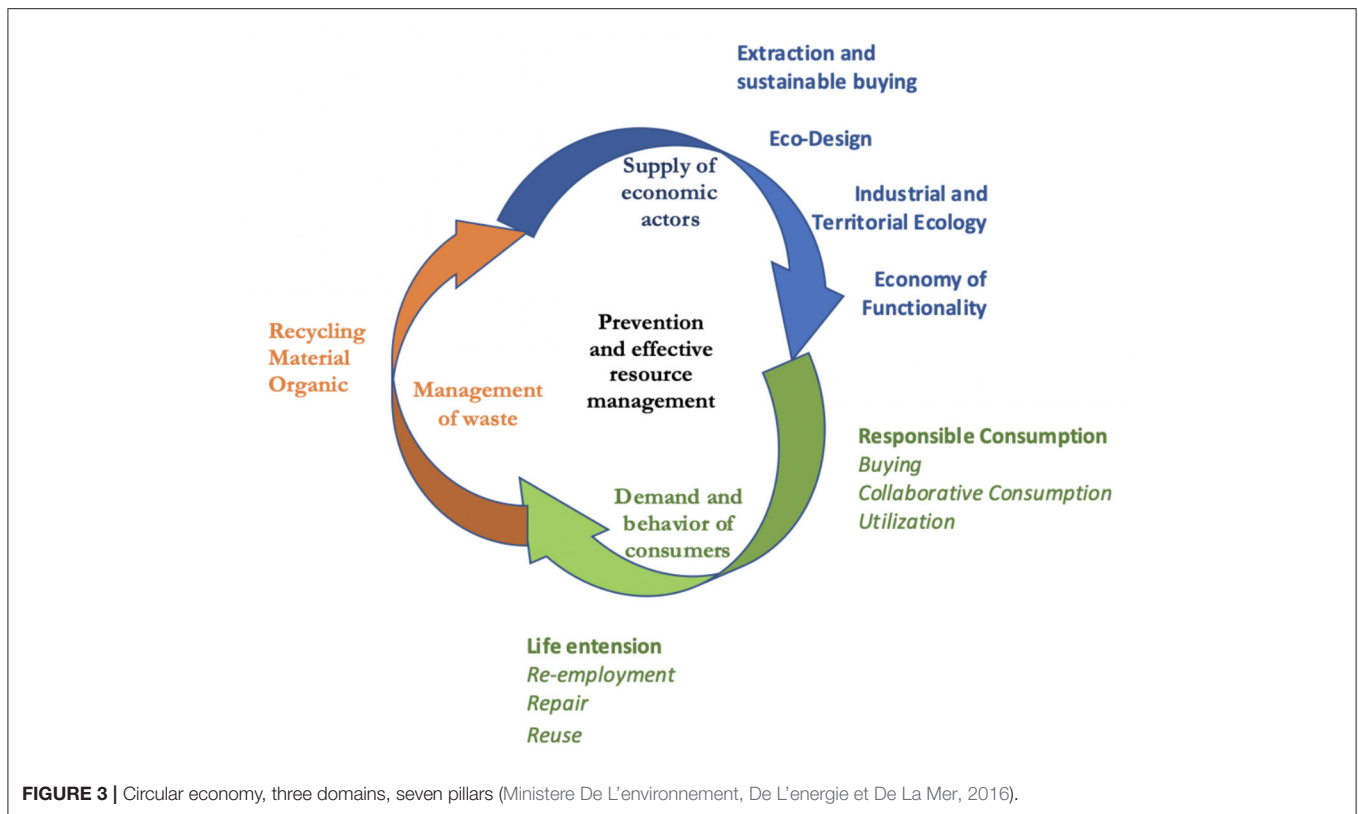 Extraction and
sustainable buying
Eco-Design
Supply of
economic
actors
Industrial and
Territorial Ecology
Economy of
Functionality
Prevention
and effective
resource
management
Recycling
Material
Organic
Management
of waste
Responsible Consumption
Buying
Collaborative Consumption
Utilization
Demand and
behavior of
consumers
Life entension
Re-employment
Repair
Reuse
FIGURE 3 | Circular economy, three domains, seven pillars (Ministere De L'environnement, De L'energie et De La Mer, 2016).